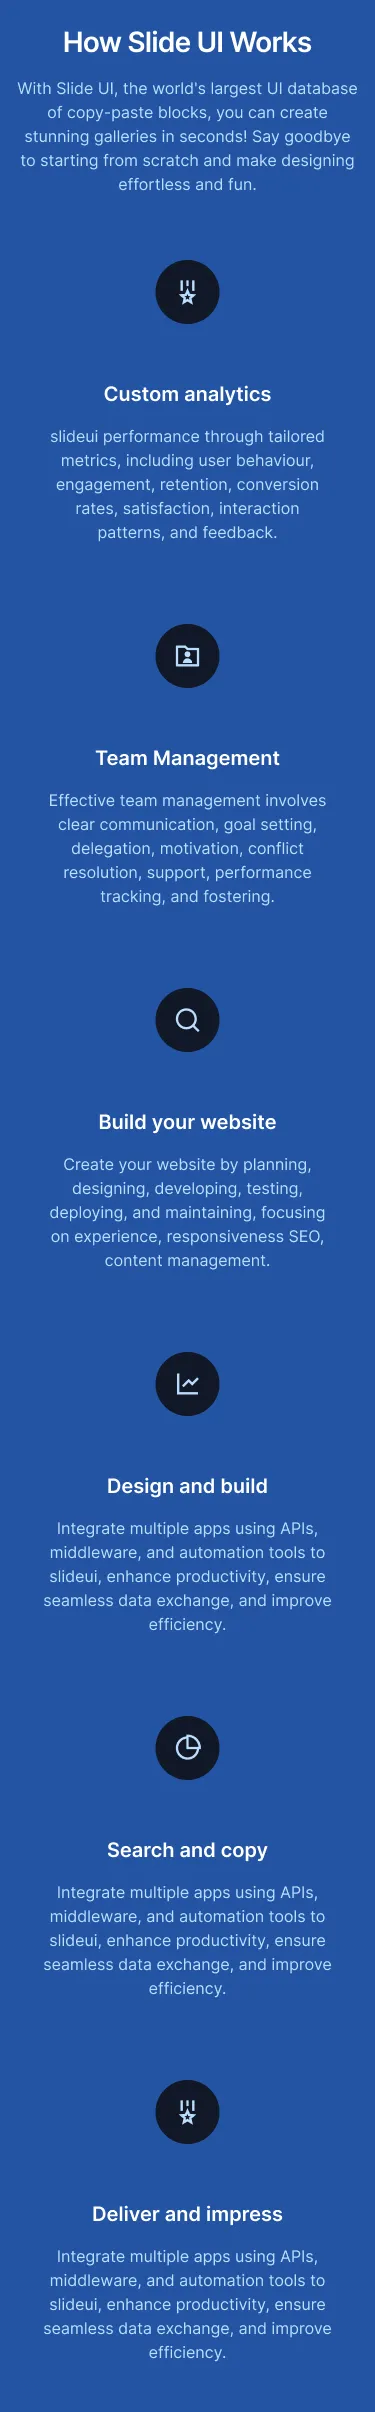 How Slide UI Works
With Slide UI, the world's largest UI database
of copy-paste blocks, you can create
stunning galleries in seconds! Say goodbye
to starting from scratch and make designing
effortless and fun.
Custom analytics
slideui performance through tailored
metrics, including user behaviour,
engagement, retention, conversion
rates, satisfaction, interaction
patterns, and feedback.
Team Management
Effective team management involves
clear communication, goal setting,
delegation, motivation, conflict
resolution, support, performance
tracking, and fostering.
Build your website
Create your website by planning,
designing, developing, testing,
deploying, and maintaining, focusing
on experience, responsiveness SEO,
content management.
Design and build
Integrate multiple apps using APIs,
middleware, and automation tools to
slideui, enhance productivity, ensure
seamless data exchange, and improve
efficiency.
Search and copy
Integrate multiple apps using APIs,
middleware, and automation tools to
slideui, enhance productivity, ensure
seamless data exchange, and improve
efficiency.
Deliver and impress
Integrate multiple apps using APIs,
middleware, and automation tools to
slideui, enhance productivity, ensure
seamless data exchange, and improve
efficiency.